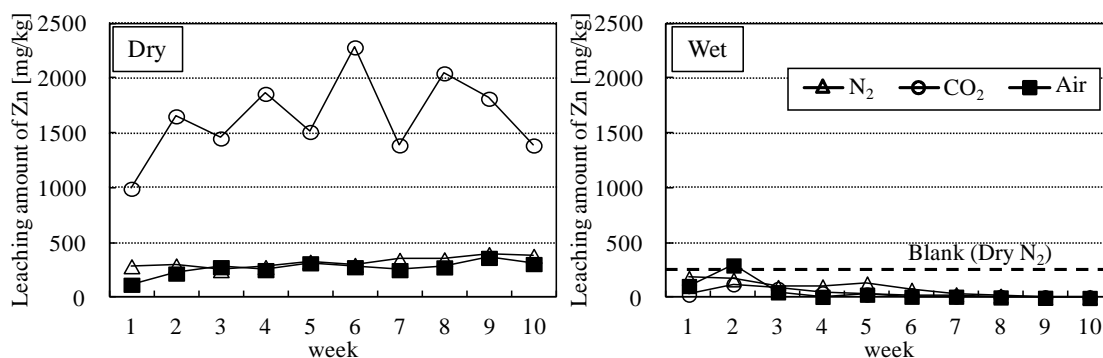 Leaching amount of Zn [mg/kg]
2500
2000
1500
1000
500
0
Dry
1 2 3 4 5 6 7 8 9 10
week
Leaching amount of Zn [mg/kg]
2500
2000
1500
1000
500
0
Wet
N₂ CO₂ Air
Blank (Dry N₂)
1 2 3 4 5 6 7 8 9 10
week